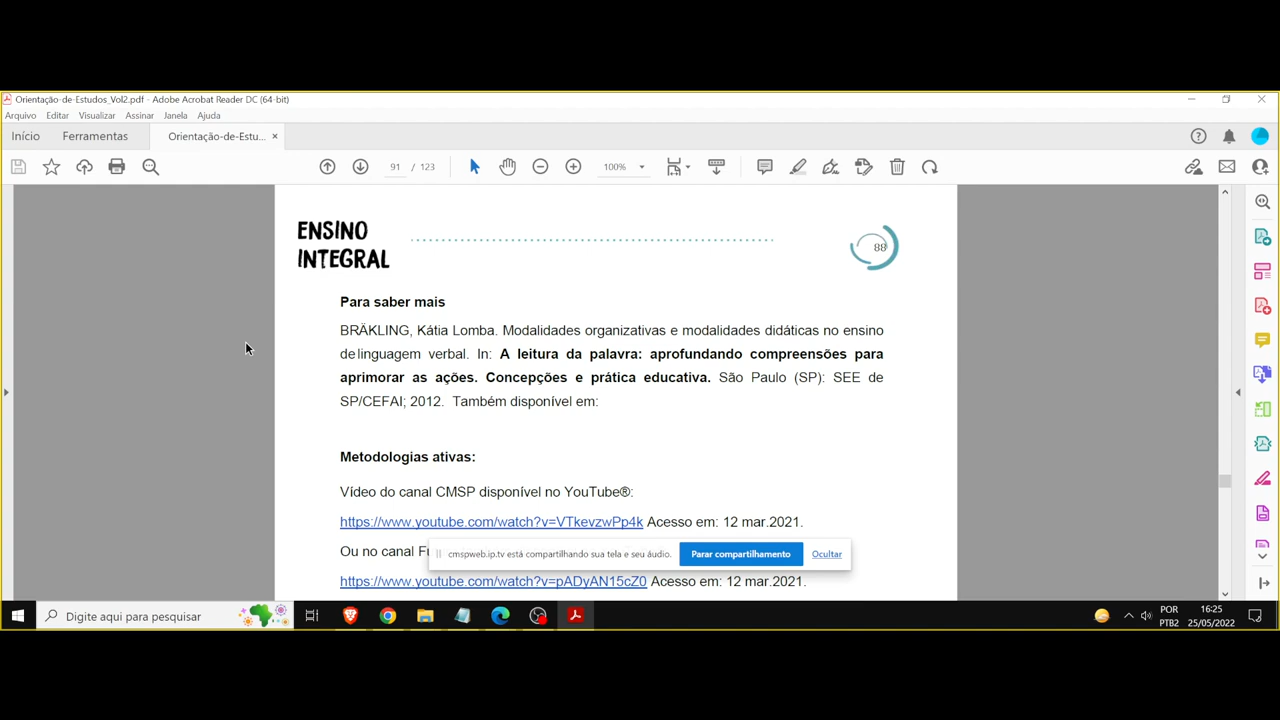 Orientação-de-Estudos_Vol2.pdf - Adobe Acrobat Reader DC (64-bit)
Arquivo Editar Visualizar Assinar Janela Ajuda
Início Ferramentas Orientação-de-Estu... ×
91 / 123 100%
ENSINO
INTEGRAL
88
Para saber mais
BRÄKLING, Kátia Lomba. Modalidades organizativas e modalidades didáticas no ensino
de linguagem verbal. In: A leitura da palavra: aprofundando compreensões para
aprimorar as ações. Concepções e prática educativa. São Paulo (SP): SEE de
SP/CEFAI; 2012. Também disponível em:
Metodologias ativas:
Vídeo do canal CMSP disponível no YouTube®:
https://www.youtube.com/watch?v=VTkevzwPp4k Acesso em: 12 mar.2021.
Ou no canal
cmspweb.ip.tv está compartilhando sua tela e seu áudio. Parar compartilhamento Ocultar
https://www.youtube.com/watch?v=pADyAN15cZ0 Acesso em: 12 mar.2021.
Digite aqui para pesquisar
POR 16:25
PTB2 25/05/2022